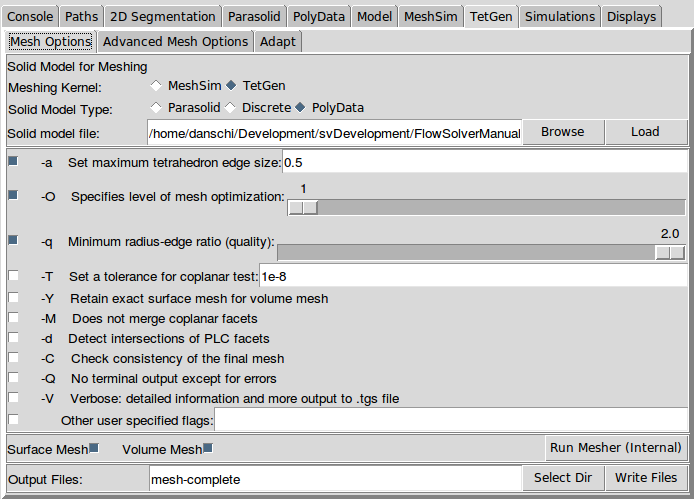 Console Paths 2D Segmentation Parasolid PolyData Model MeshSim TetGen Simulations Displays
Mesh Options Advanced Mesh Options Adapt
Solid Model for Meshing
Meshing Kernel: MeshSim TetGen
Solid Model Type: Parasolid Discrete PolyData
Solid model file: /home/danschi/Development/svDevelopment/FlowSolverManual Browse Load
-a Set maximum tetrahedron edge size: 0.5
1
-O Specifies level of mesh optimization:
2.0
-q Minimum radius-edge ratio (quality):
-T Set a tolerance for coplanar test: 1e-8
-Y Retain exact surface mesh for volume mesh
-M Does not merge coplanar facets
-d Detect intersections of PLC facets
-C Check consistency of the final mesh
-Q No terminal output except for errors
-V Verbose: detailed information and more output to .tgs file
Other user specified flags:
Surface Mesh Volume Mesh Run Mesher (Internal)
Output Files: mesh-complete Select Dir Write Files